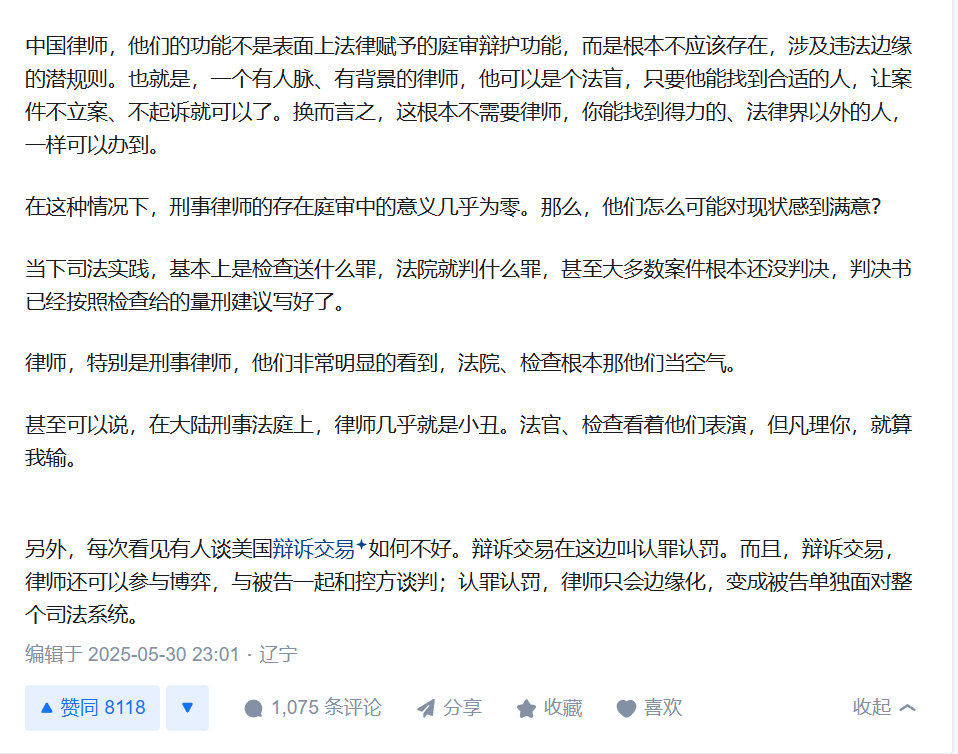 中国律师，他们的功能不是表面上法律赋予的庭审辩护功能，而是根本不应该存在，涉及违法边缘
的潜规则。也就是，一个有人脉、有背景的律师，他可以是个法盲，只要他能找到合适的人，让案
件不立案、不起诉就可以了。换而言之，这根本不需要律师，你能找到得力的、法律界以外的人，
一样可以办到。
在这种情况下，刑事律师的存在庭审中的意义几乎为零。那么，他们怎么可能对现状感到满意？
当下司法实践，基本上是检查送什么罪，法院就判什么罪，甚至大多数案件根本还没判决，判决书
已经按照检查给的量刑建议写好了。
律师，特别是刑事律师，他们非常明显的看到，法院、检查根本那他们当空气。
甚至可以说，在大陆刑事法庭上，律师几乎就是小丑。法官、检查看着他们表演，但凡理你，就算
我输。
另外，每次看见有人谈美国辩诉交易如何不好。辩诉交易在这边叫认罪认罚。而且，辩诉交易，
律师还可以参与博弈，与被告一起和控方谈判；认罪认罚，律师只会边缘化，变成被告单独面对整
个司法系统。
编辑于 2025-05-30 23:01 · 辽宁
赞同 8118 1,075 条评论 分享 收藏 喜欢 收起